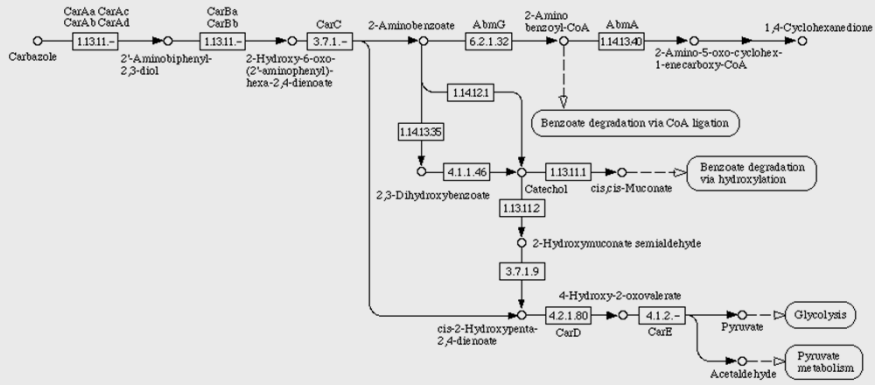 CarAa CarAc
CarAb CarAd
CarBa
CarBb
CarC
2-Aminobenzoate
AbmG
2-Amino
benzoyl-CoA
AbmA
1,4-Cyclohexanedione
1.13.11.-
1.13.11.-
3.7.1.-
6.2.1.32
1.14.13.40
Carbazole
2'-Aminobiphenyl-
2,3-diol
2-Hydroxy-6-oxo-
(2'-aminophenyl)-
hexa-2,4-dienoate
2-Amino-5-oxo-cyclohex-
1-enecarboxy-CoA
1.14.12.1
Benzoate degradation via CoA ligation
1.14.13.35
4.1.1.46
1.13.11.1
Benzoate degradation
via hydroxylation
2,3-Dihydroxybenzoate
Catechol
cis,cis-Muconate
1.13.11.2
2-Hydroxymuconate semialdehyde
3.7.1.9
4-Hydroxy-2-oxovalerate
4.2.1.80
4.1.2.-
Glycolysis
cis-2-Hydroxypenta-
2,4-dienoate
CarD
CarE
Pyruvate
Pyruvate
metabolism
Acetaldehyde